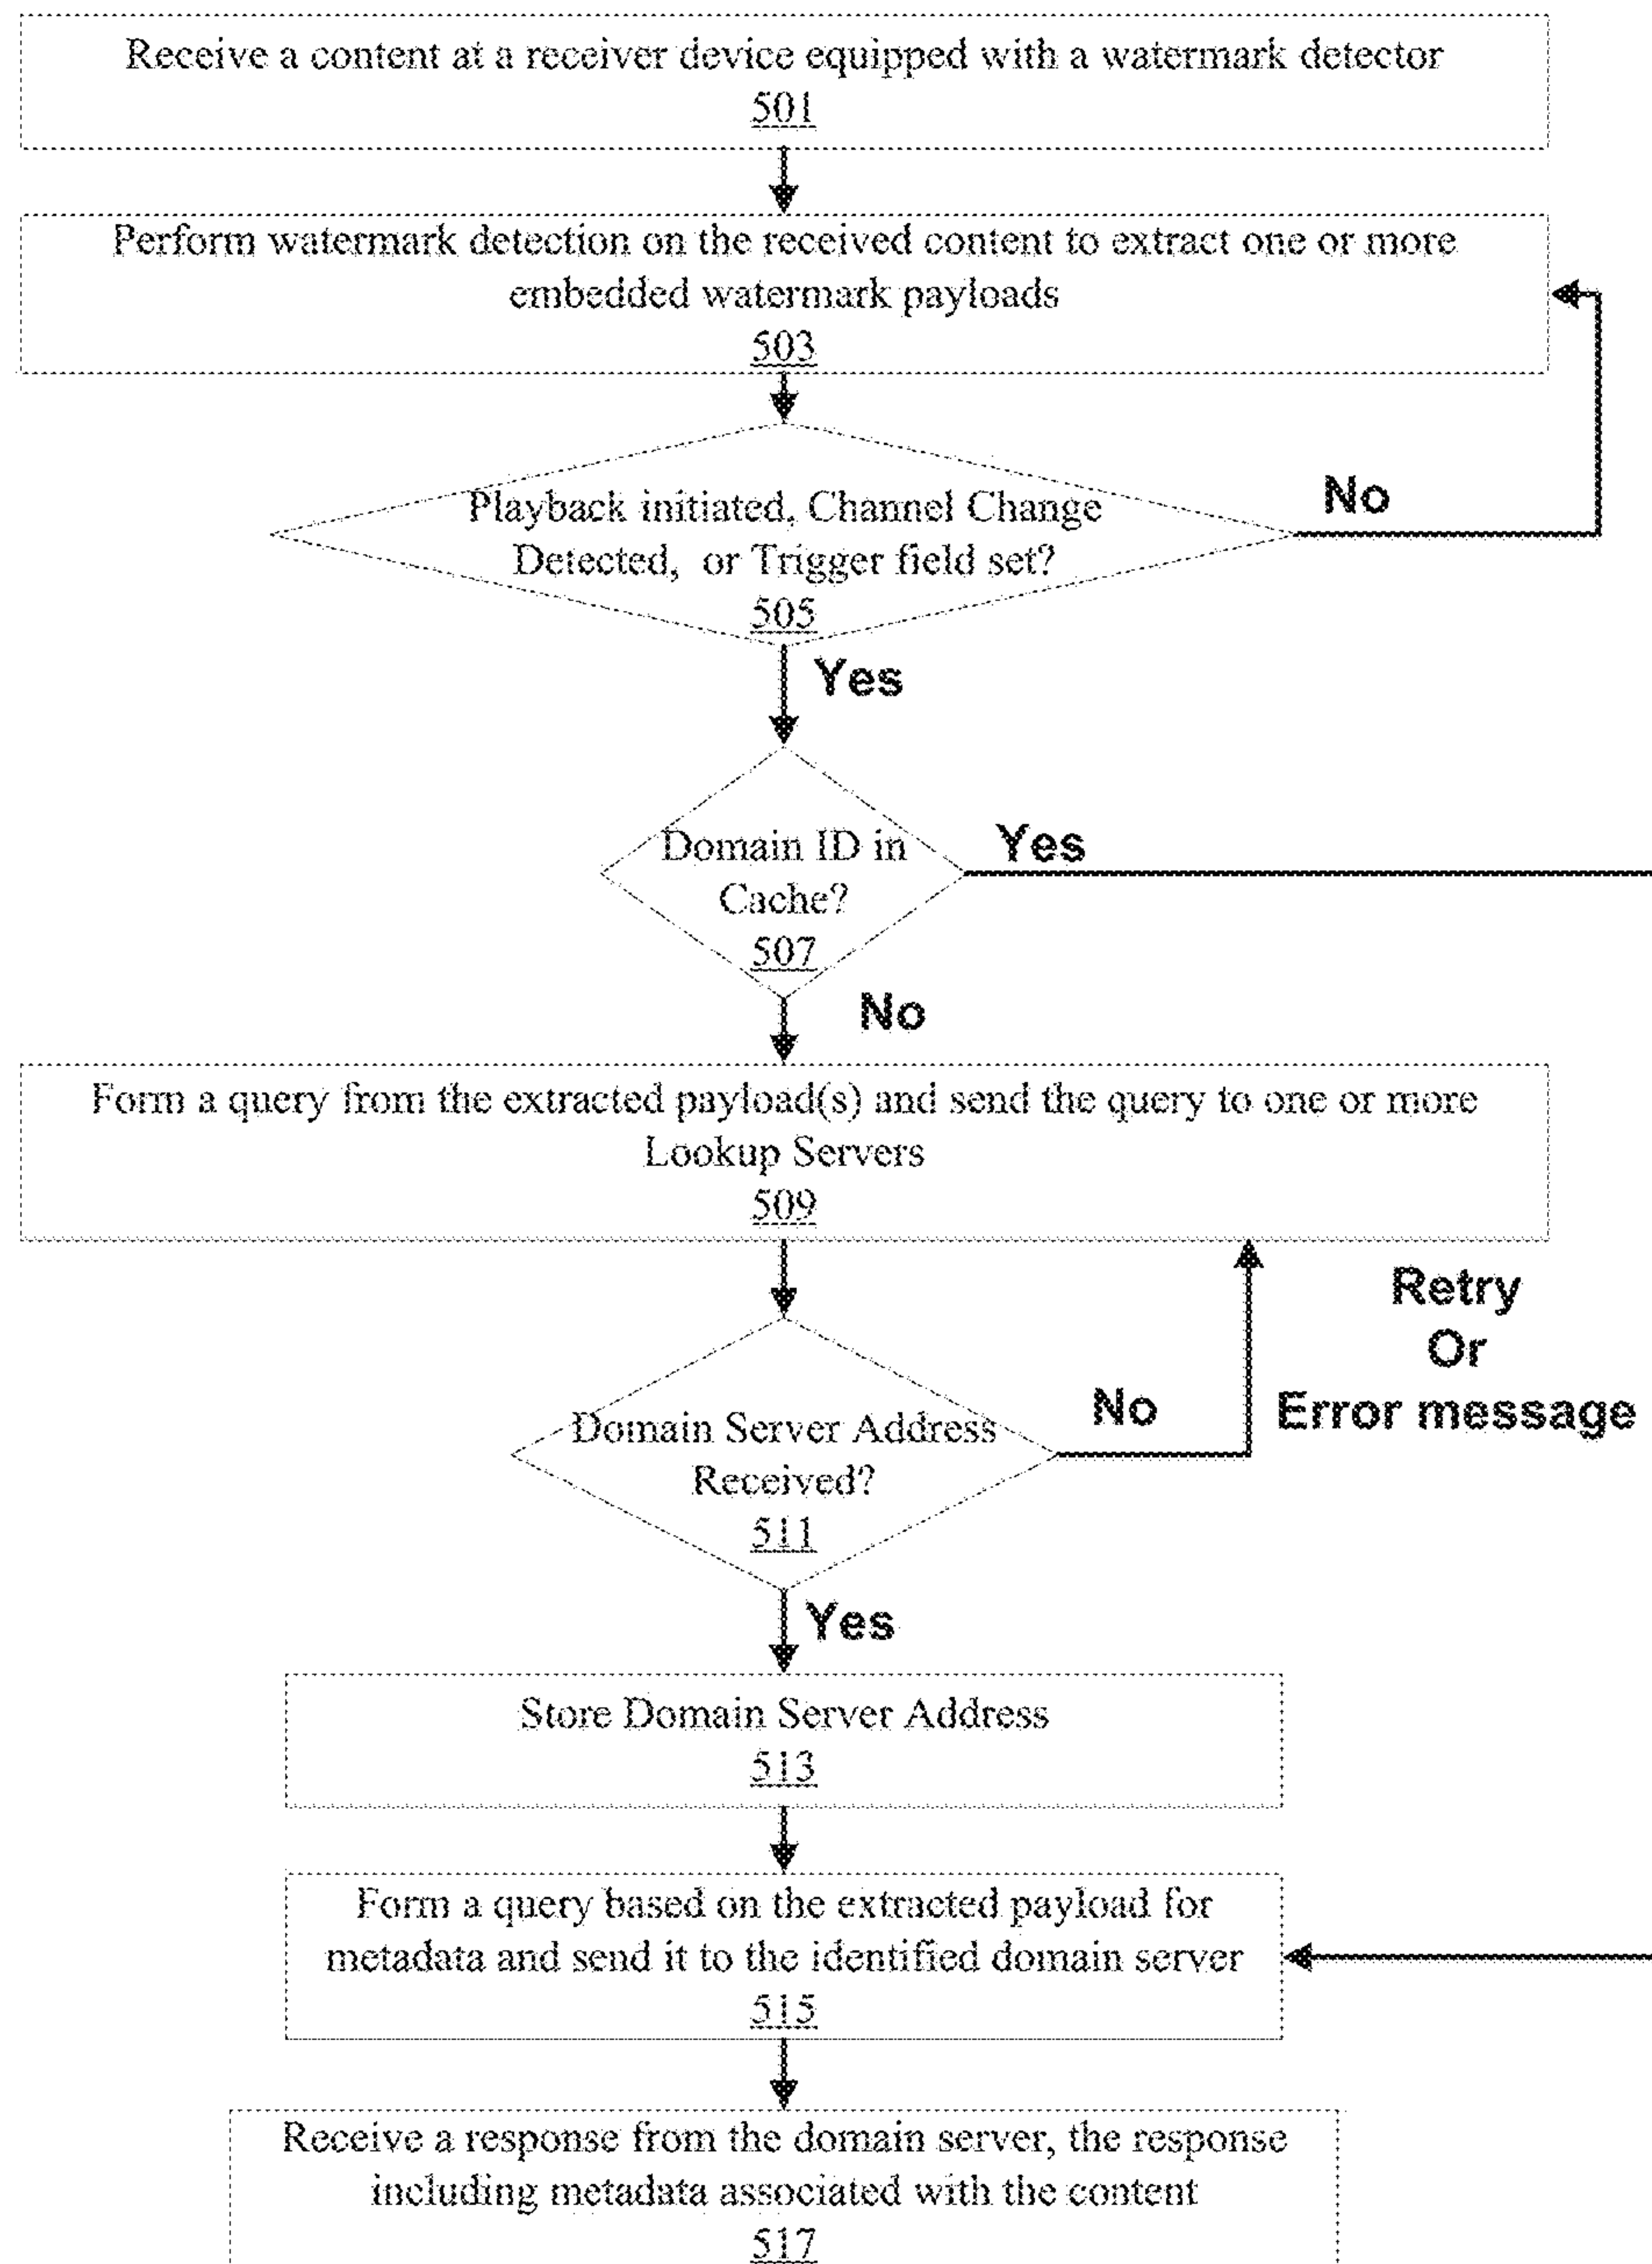 Receive a content at a receiver device equipped with a watermark detector
501
Perform watermark detection on the received content to extract one or more
embedded watermark payloads
503
Playback initiated, Channel Change
Detected, or Trigger field set?
505
No
Yes
Domain ID in
Cache?
507
Yes
No
Form a query from the extracted payload(s) and send the query to one or more
Lookup Servers
509
Retry
Or
Error message
Domain Server Address
Received?
511
No
Yes
Store Domain Server Address
513
Form a query based on the extracted payload for
metadata and send it to the identified domain server
515
Receive a response from the domain server, the response
including metadata associated with the content
517